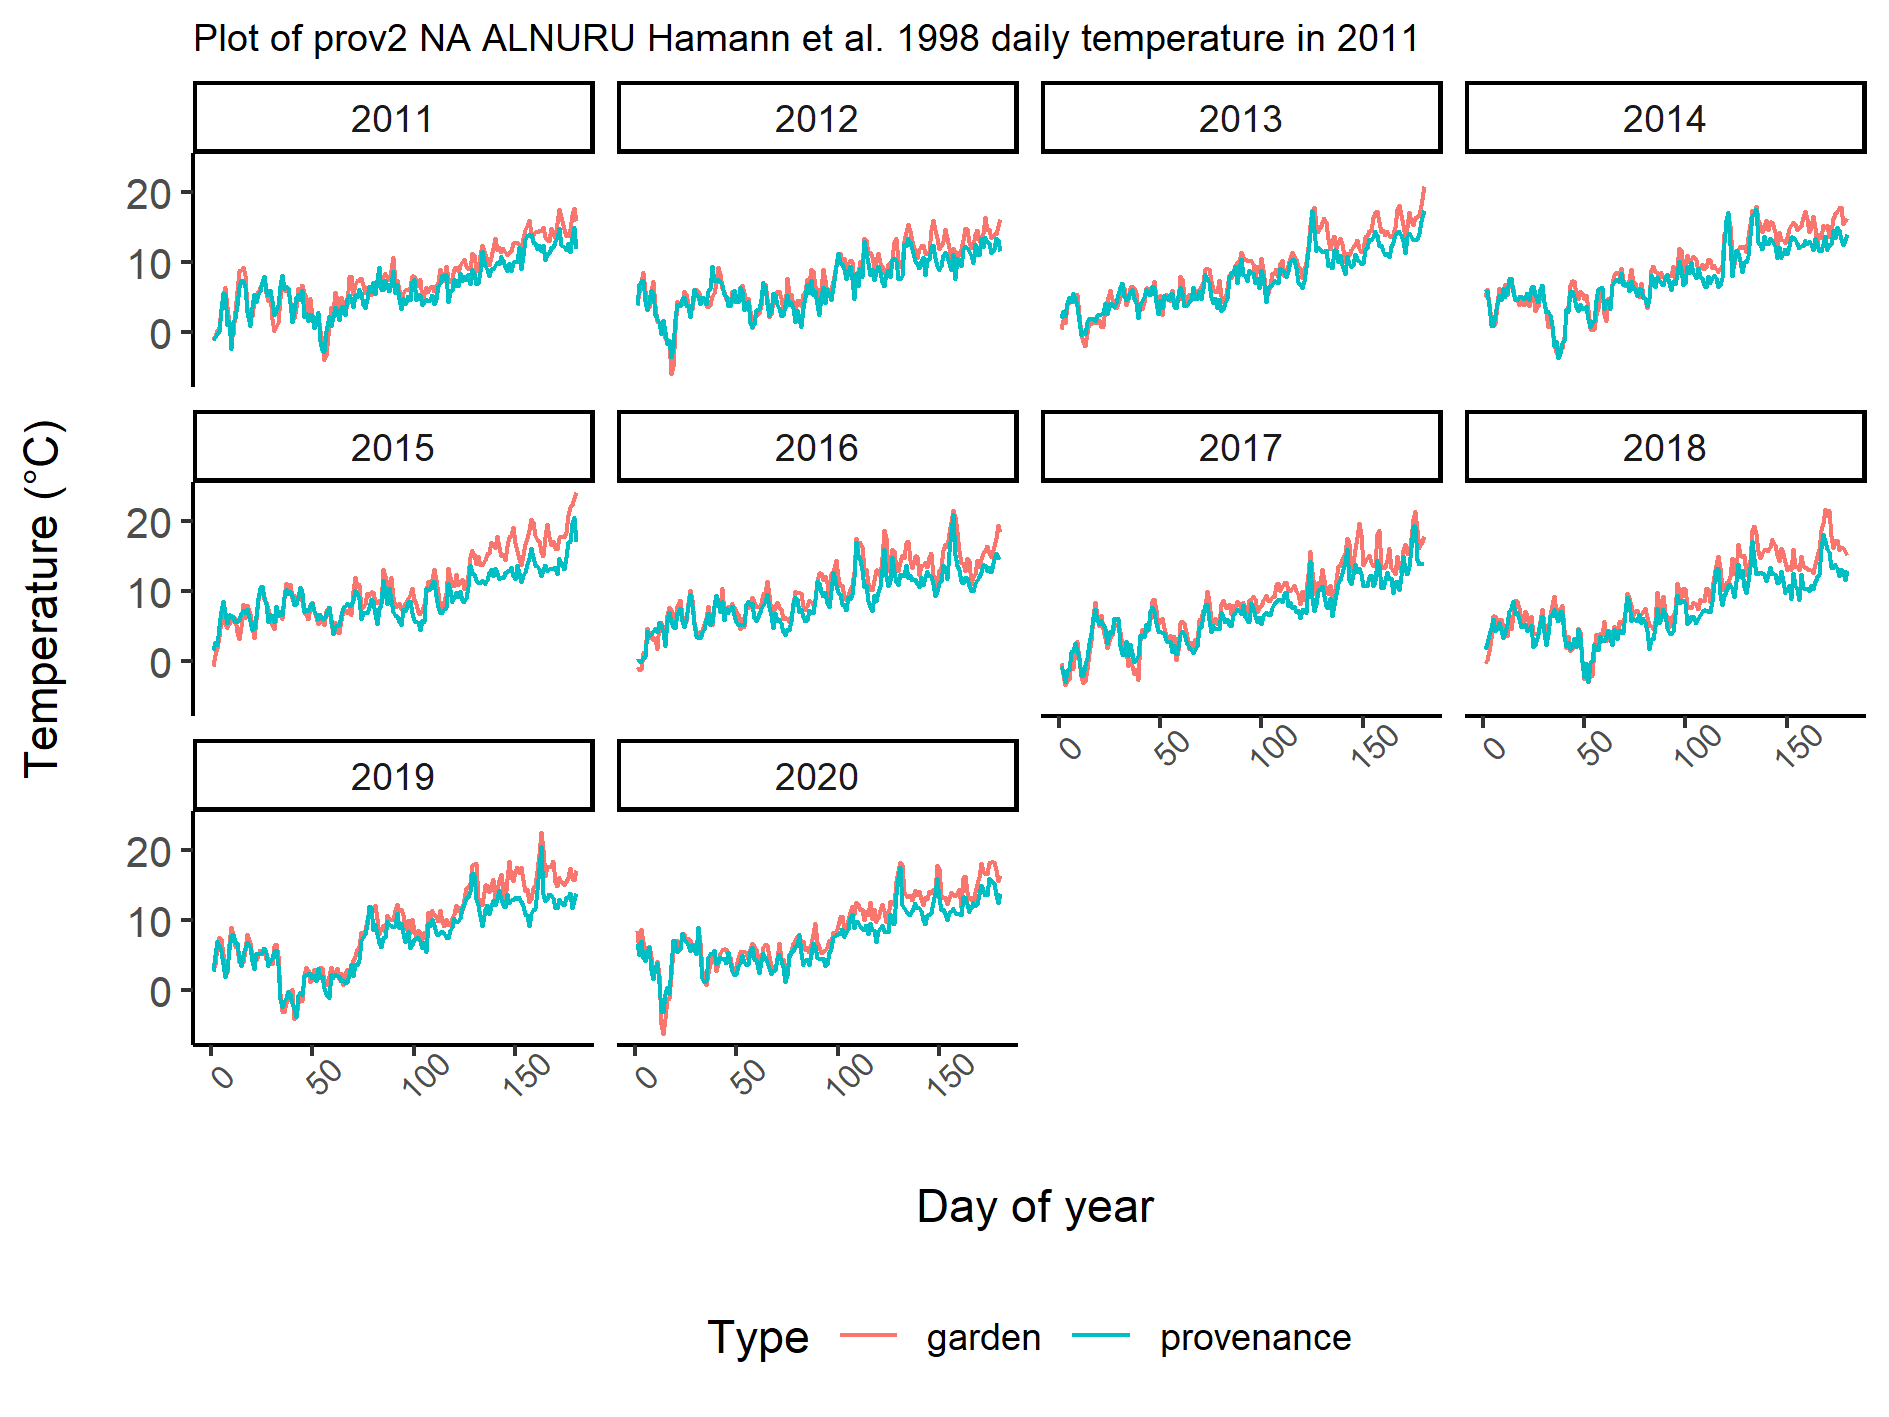 Plot of prov2 NA ALNURU Hamann et al. 1998 daily temperature in 2011
2011 2012 2013 2014
20
10
0
2015 2016 2017 2018
20
10
0
0 50 100 150 0 50 100 150
2019 2020
20
10
0
0 50 100 150 0 50 100 150
Temperature (°C)
Day of year
Type garden provenance